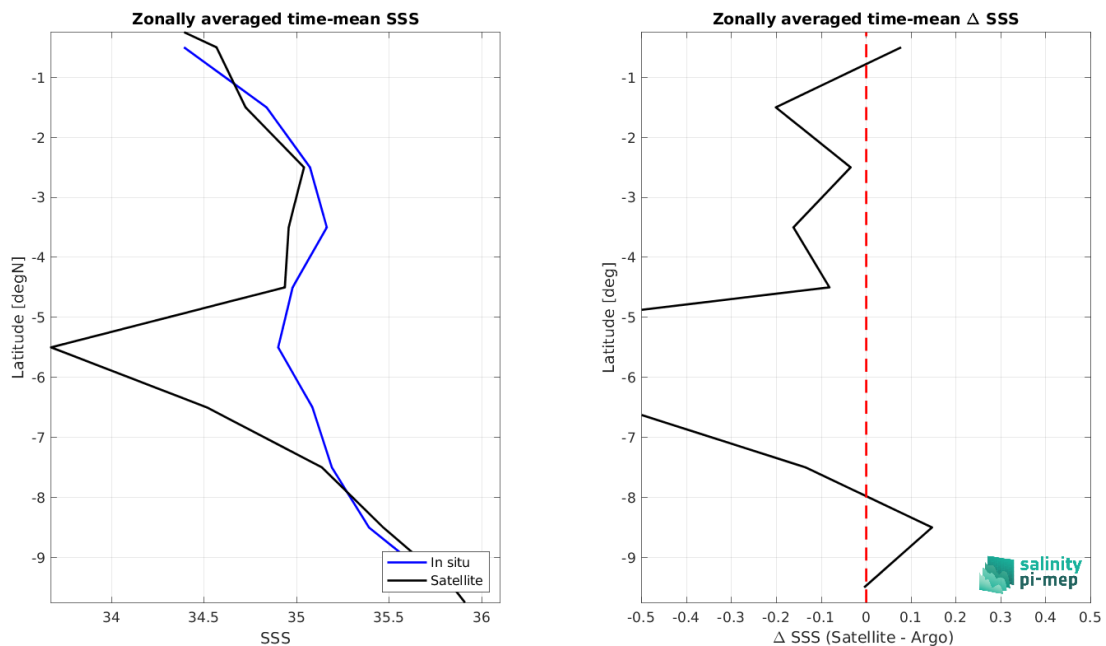 Zonally averaged time-mean SSS
-1
-2
-3
-4
-5
-6
-7
-8
-9
Latitude [degN]
34
34.5
35
35.5
36
SSS
In situ
Satellite
Zonally averaged time-mean Δ SSS
-1
-2
-3
-4
-5
-6
-7
-8
-9
Latitude [deg]
-0.5 -0.4 -0.3 -0.2 -0.1 0 0.1 0.2 0.3 0.4 0.5
Δ SSS (Satellite - Argo)
salinity
pi-mep